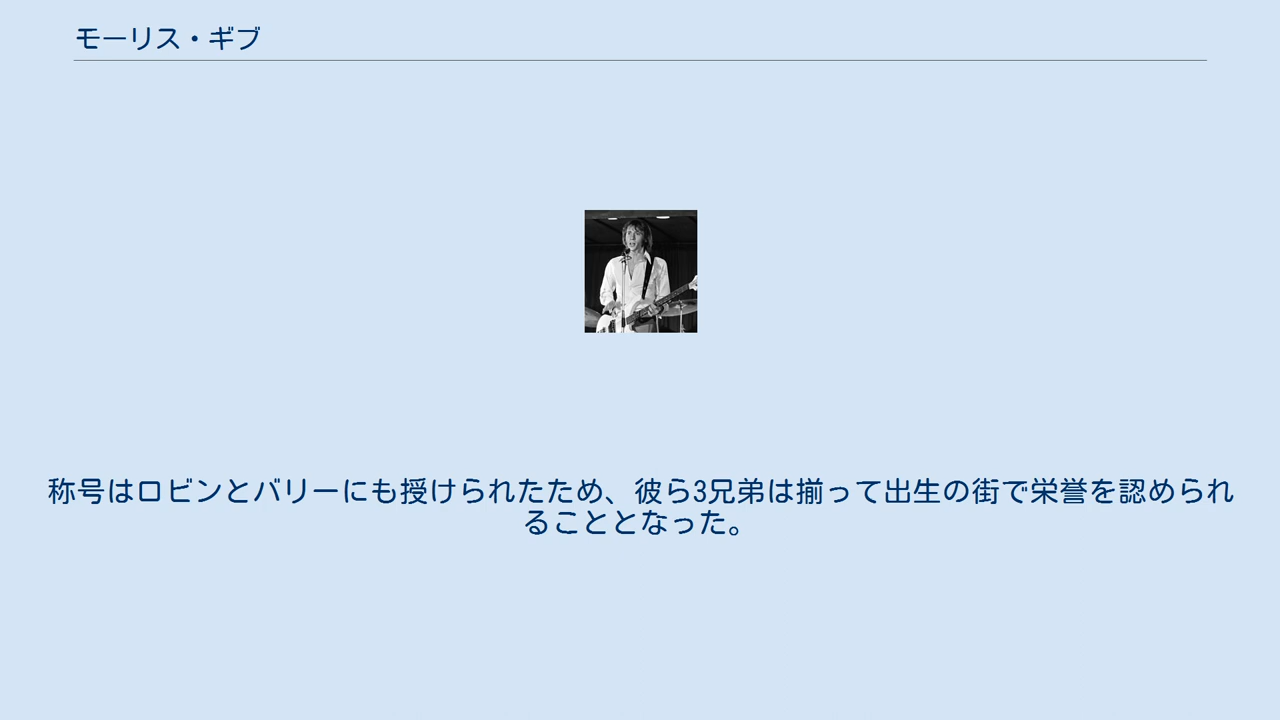 モーリス・ギブ
称号はロビンとバリーにも授けられたため、彼ら3兄弟は揃って出生の街で栄誉を認められ
ることとなった。